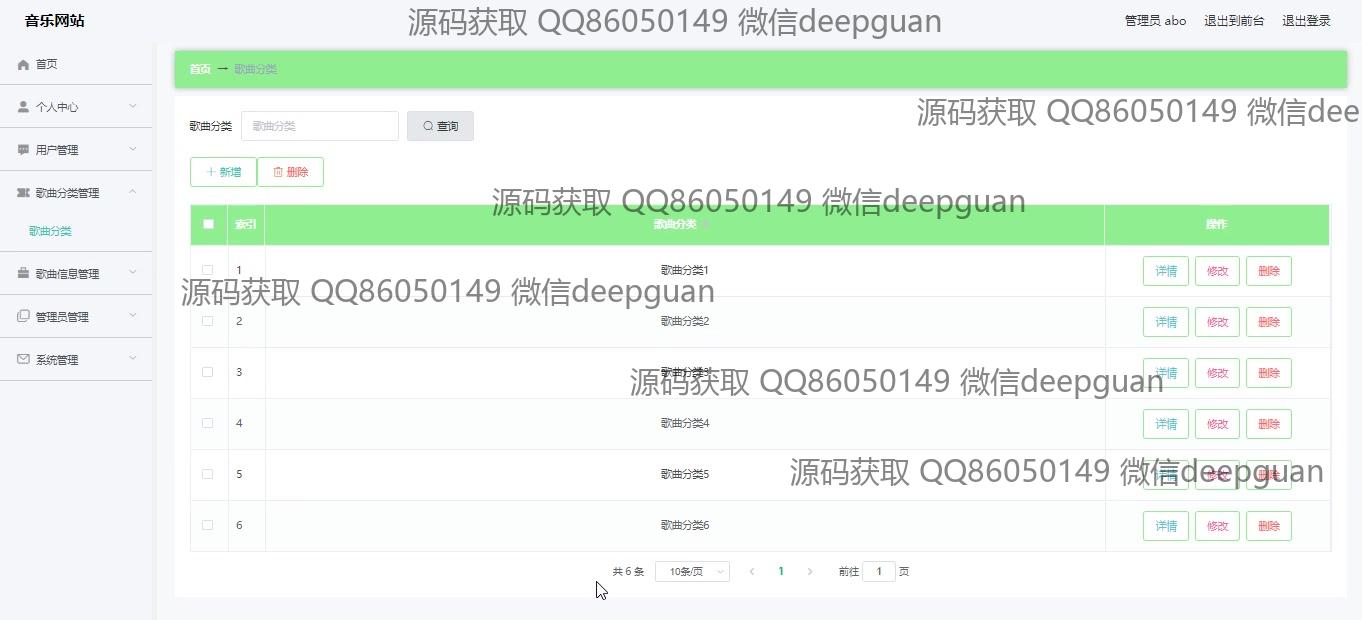 音乐网站
源码获取 QQ86050149 微信deepguan
管理员 abo 退出到前台 退出登录
首页
个人中心
用户管理
歌曲分类管理
歌曲分类
歌曲信息管理
管理员管理
系统管理
首页 → 歌曲分类
源码获取 QQ86050149 微信dee
歌曲分类 歌曲分类 查询
新增 删除
源码获取 QQ86050149 微信deepguan
索引 歌曲分类 操作
1 歌曲分类1 详情 修改 删除
源码获取 QQ86050149 微信deepguan
2 歌曲分类2 详情 修改 删除
3 歌曲分类3 详情 修改 删除
源码获取 QQ86050149 微信deepguan
4 歌曲分类4 详情 修改 删除
5 歌曲分类5 详情 修改 删除
源码获取 QQ86050149 微信deepguan
6 歌曲分类6 详情 修改 删除
共 6 条 10条/页 1 前往 1 页